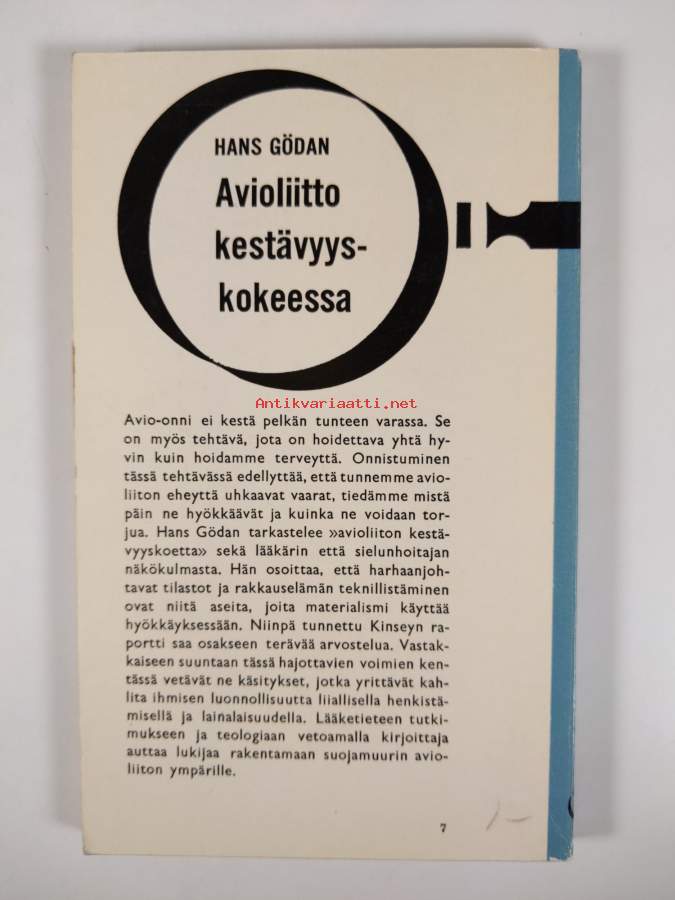 HANS GÖDAN
Avioliitto
kestävyys-
kokeessa
Antikvariaatti.net
Avio-onni ei kestä pelkän tunteen varassa. Se
on myös tehtävä, jota on hoidettava yhtä hy-
vin kuin hoidamme terveyttä. Onnistuminen
tässä tehtävässä edellyttää, että tunnemme avio-
liiton eheyttä uhkaavat vaarat, tiedämme mistä
päin ne hyökkäävät ja kuinka ne voidaan tor-
jua. Hans Gödan tarkastelee »avioliiton kestä-
vyyskoetta» sekä lääkärin että sielunhoitajan
näkökulmasta. Hän osoittaa, että harhaanjoh-
tavat tilastot ja rakkauselämän teknillistäminen
ovat niitä aseita, joita materialismi käyttää
hyökkäyksessään. Niinpä tunnettu Kinseyn ra-
portti saa osakseen terävää arvostelua. Vastak-
kaiseen suuntaan tässä hajottavien voimien ken-
tässä vetävät ne käsitykset, jotka yrittävät kah-
lita ihmisen luonnollisuutta liiallisella henkistä-
misellä ja lainalaisuudella. Lääketieteen tutki-
mukseen ja teologiaan vetoamalla kirjoittaja
auttaa lukijaa rakentamaan suojamuurin avio-
liiton ympärille.
7